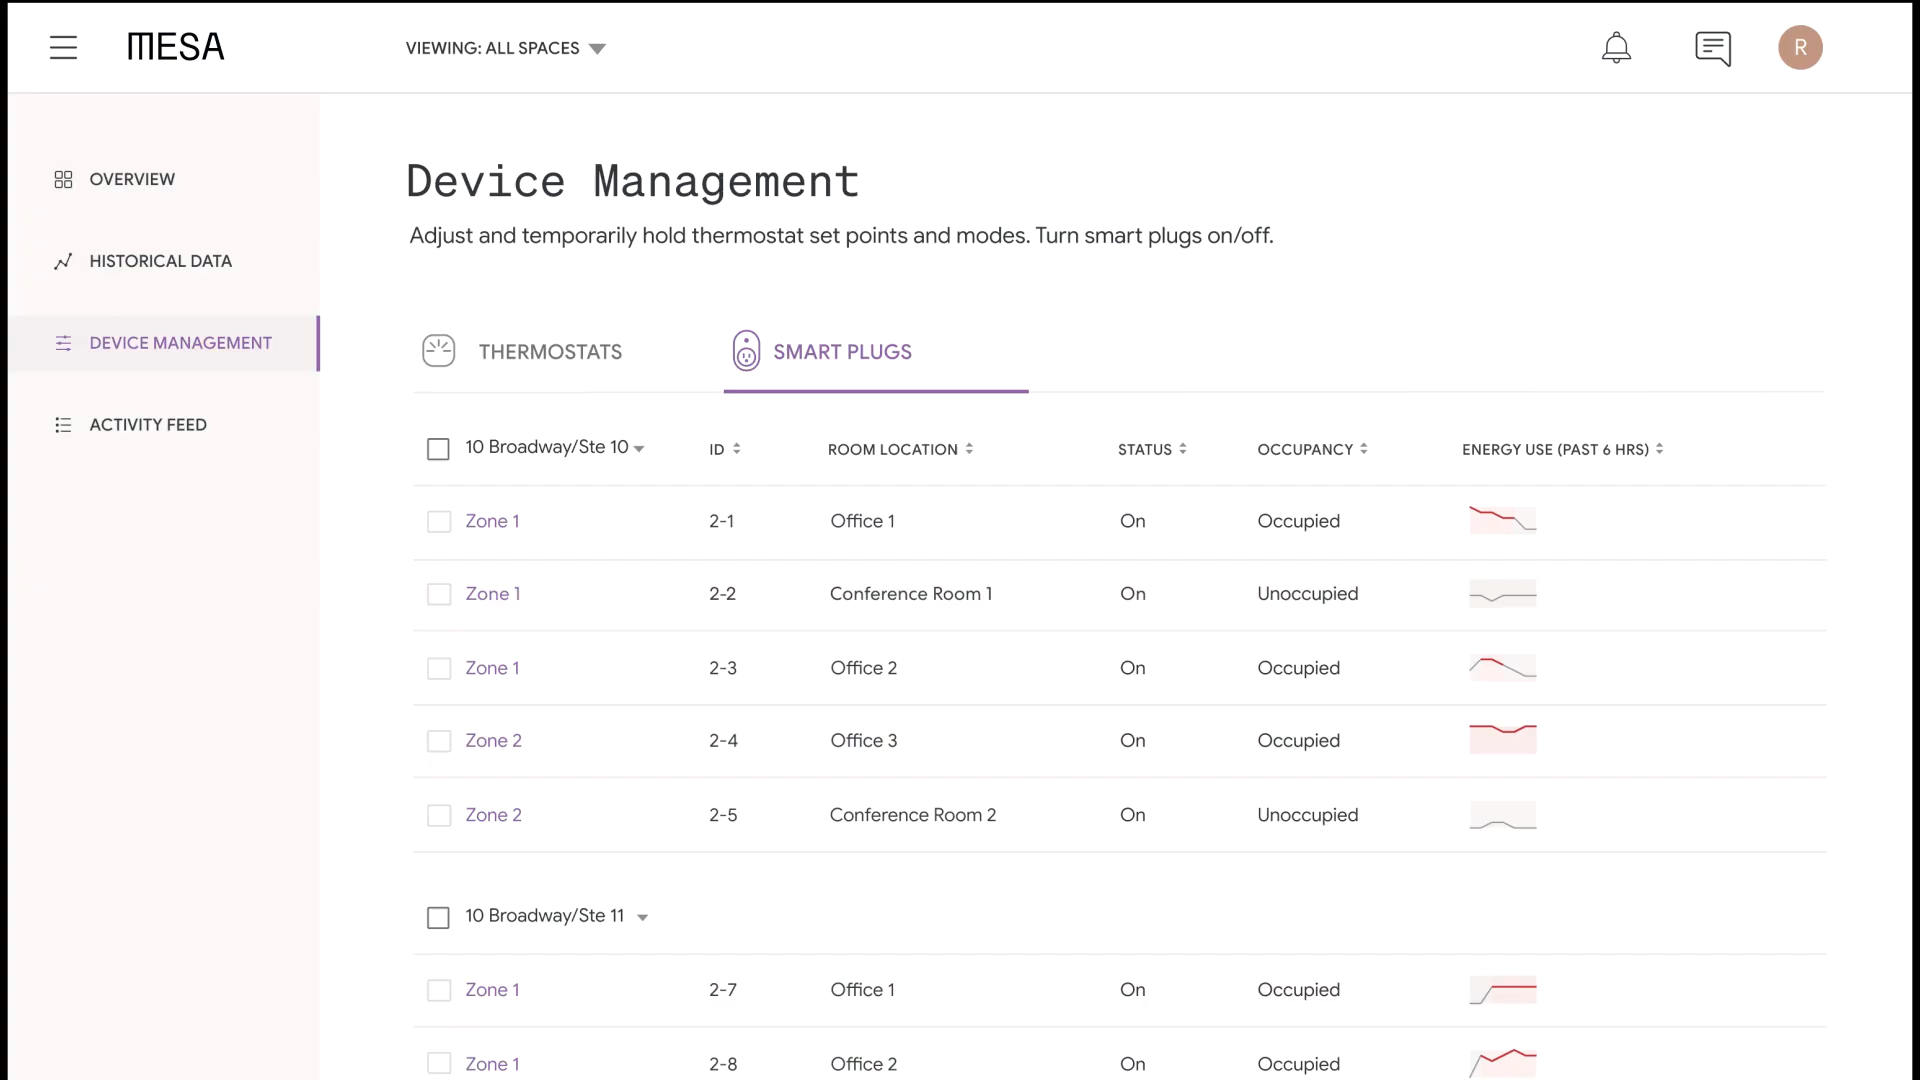 MESA
VIEWING: ALL SPACES
R
OVERVIEW
HISTORICAL DATA
DEVICE MANAGEMENT
ACTIVITY FEED
Device Management
Adjust and temporarily hold thermostat set points and modes. Turn smart plugs on/off.
THERMOSTATS SMART PLUGS
10 Broadway/Ste 10 ID ROOM LOCATION STATUS OCCUPANCY ENERGY USE (PAST 6 HRS)
Zone 1 2-1 Office 1 On Occupied
Zone 1 2-2 Conference Room 1 On Unoccupied
Zone 1 2-3 Office 2 On Occupied
Zone 2 2-4 Office 3 On Occupied
Zone 2 2-5 Conference Room 2 On Unoccupied
10 Broadway/Ste 11
Zone 1 2-7 Office 1 On Occupied
Zone 1 2-8 Office 2 On Occupied